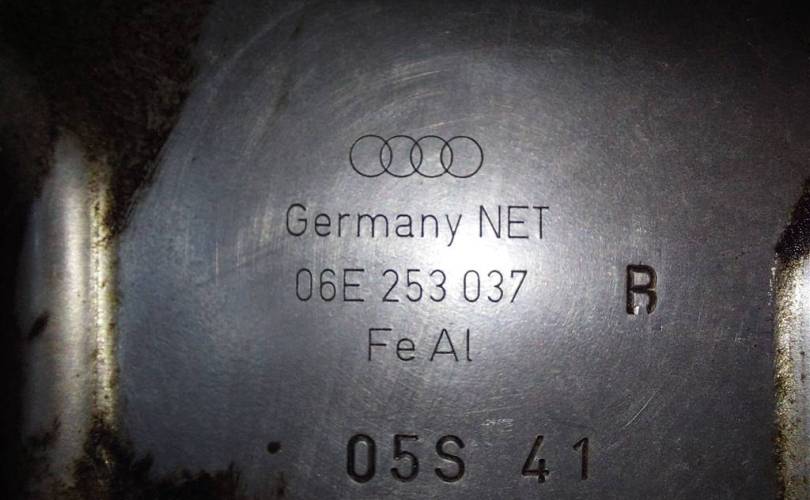 Germany NET
06E 253 037
R
Fe Al
05S 41